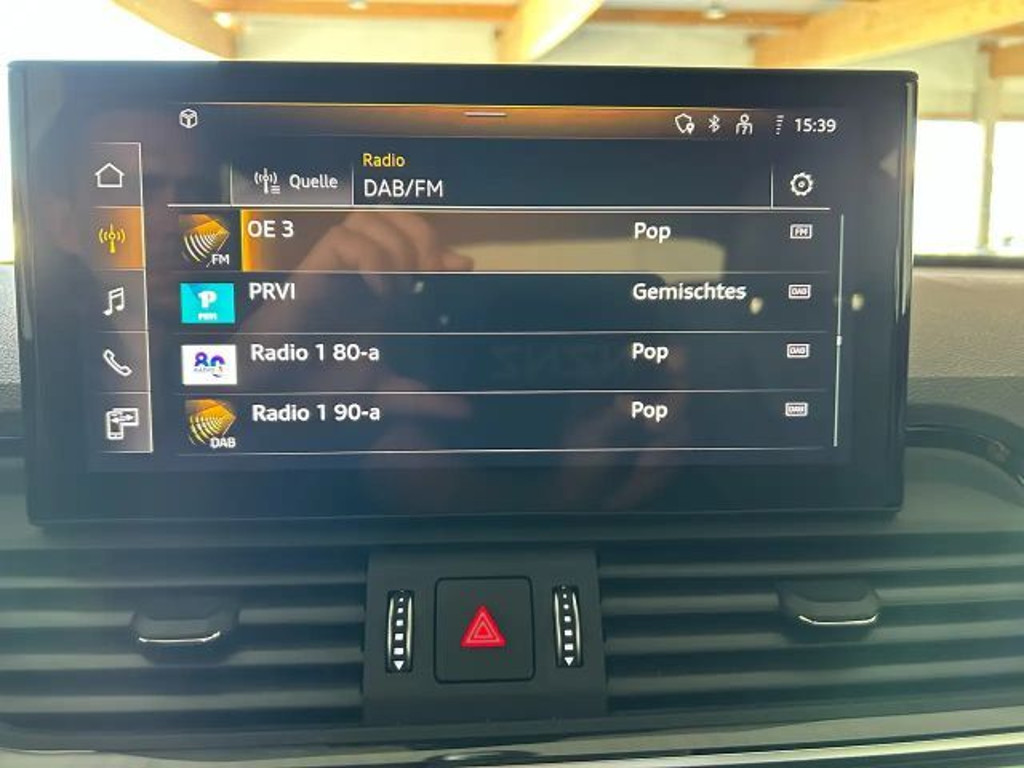 15:39
Quelle
Radio
DAB/FM
FM
OE 3
Pop
FM
P
PRVI
Gemischtes
DAB
80
Radio 1 80-a
Pop
DAB
DAB
Radio 1 90-a
Pop
DAB